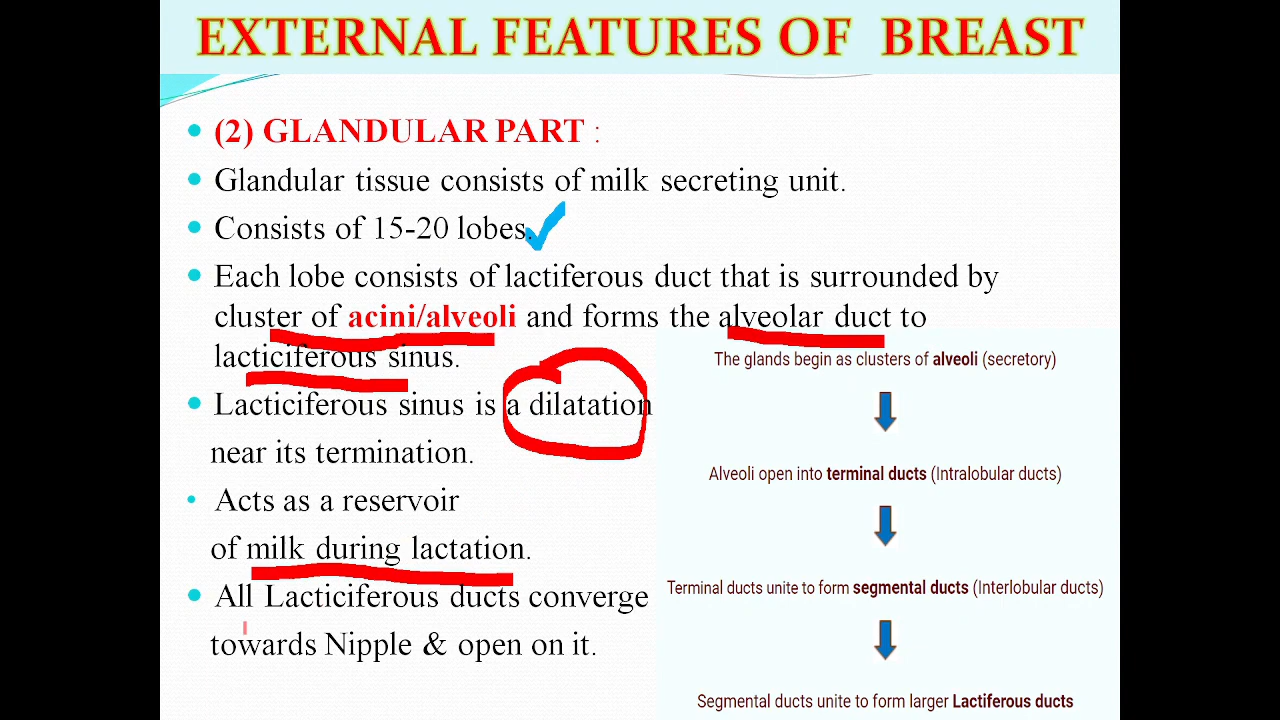 EXTERNAL FEATURES OF BREAST
(2) GLANDULAR PART :
Glandular tissue consists of milk secreting unit.
Consists of 15-20 lobes.
Each lobe consists of lactiferous duct that is surrounded by
cluster of acini/alveoli and forms the alveolar duct to
lacticiferous sinus.
Lacticiferous sinus is a dilatation
near its termination.
Acts as a reservoir
of milk during lactation.
All Lacticiferous ducts converge
towards Nipple & open on it.
The glands begin as clusters of alveoli (secretory)
Alveoli open into terminal ducts (Intralobular ducts)
Terminal ducts unite to form segmental ducts (Interlobular ducts)
Segmental ducts unite to form larger Lactiferous ducts